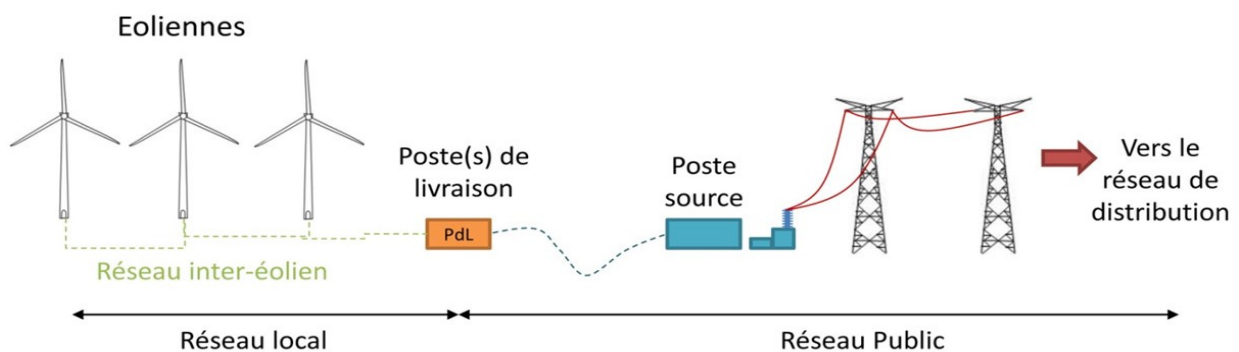 Eoliennes
Poste(s) de
livraison
Poste
source
Vers le
réseau de
distribution
PdL
Réseau inter-éolien
Réseau local
Réseau Public